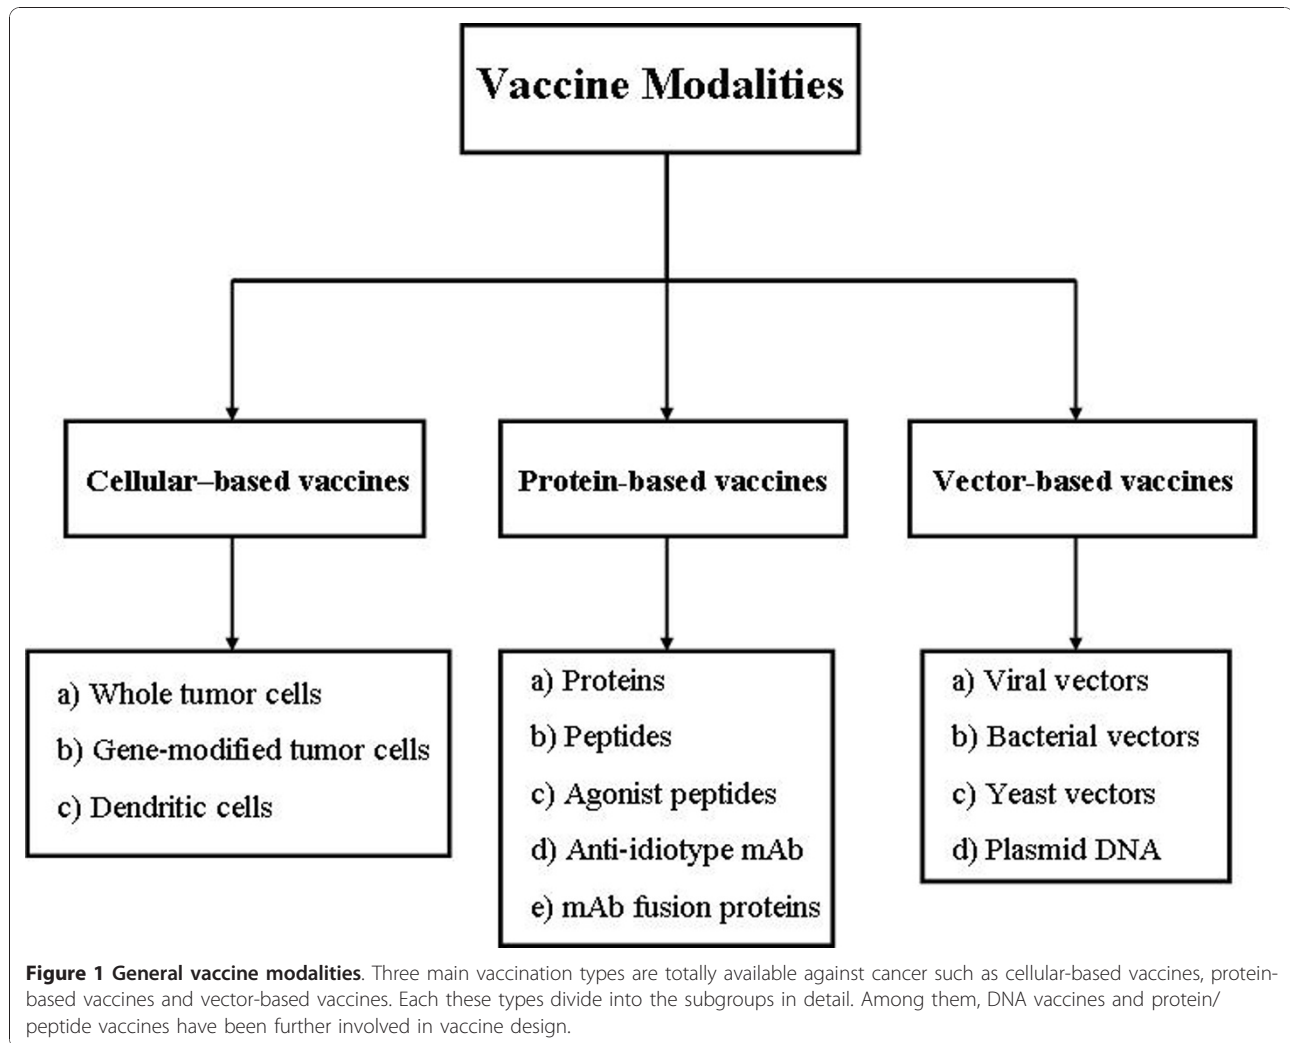 Vaccine Modalities
Cellular–based vaccines
Protein-based vaccines
Vector-based vaccines
a) Whole tumor cells
b) Gene-modified tumor cells
c) Dendritic cells
a) Proteins
b) Peptides
c) Agonist peptides
d) Anti-idiotype mAb
e) mAb fusion proteins
a) Viral vectors
b) Bacterial vectors
c) Yeast vectors
d) Plasmid DNA
Figure 1 General vaccine modalities. Three main vaccination types are totally available against cancer such as cellular-based vaccines, protein-
based vaccines and vector-based vaccines. Each these types divide into the subgroups in detail. Among them, DNA vaccines and protein/
peptide vaccines have been further involved in vaccine design.